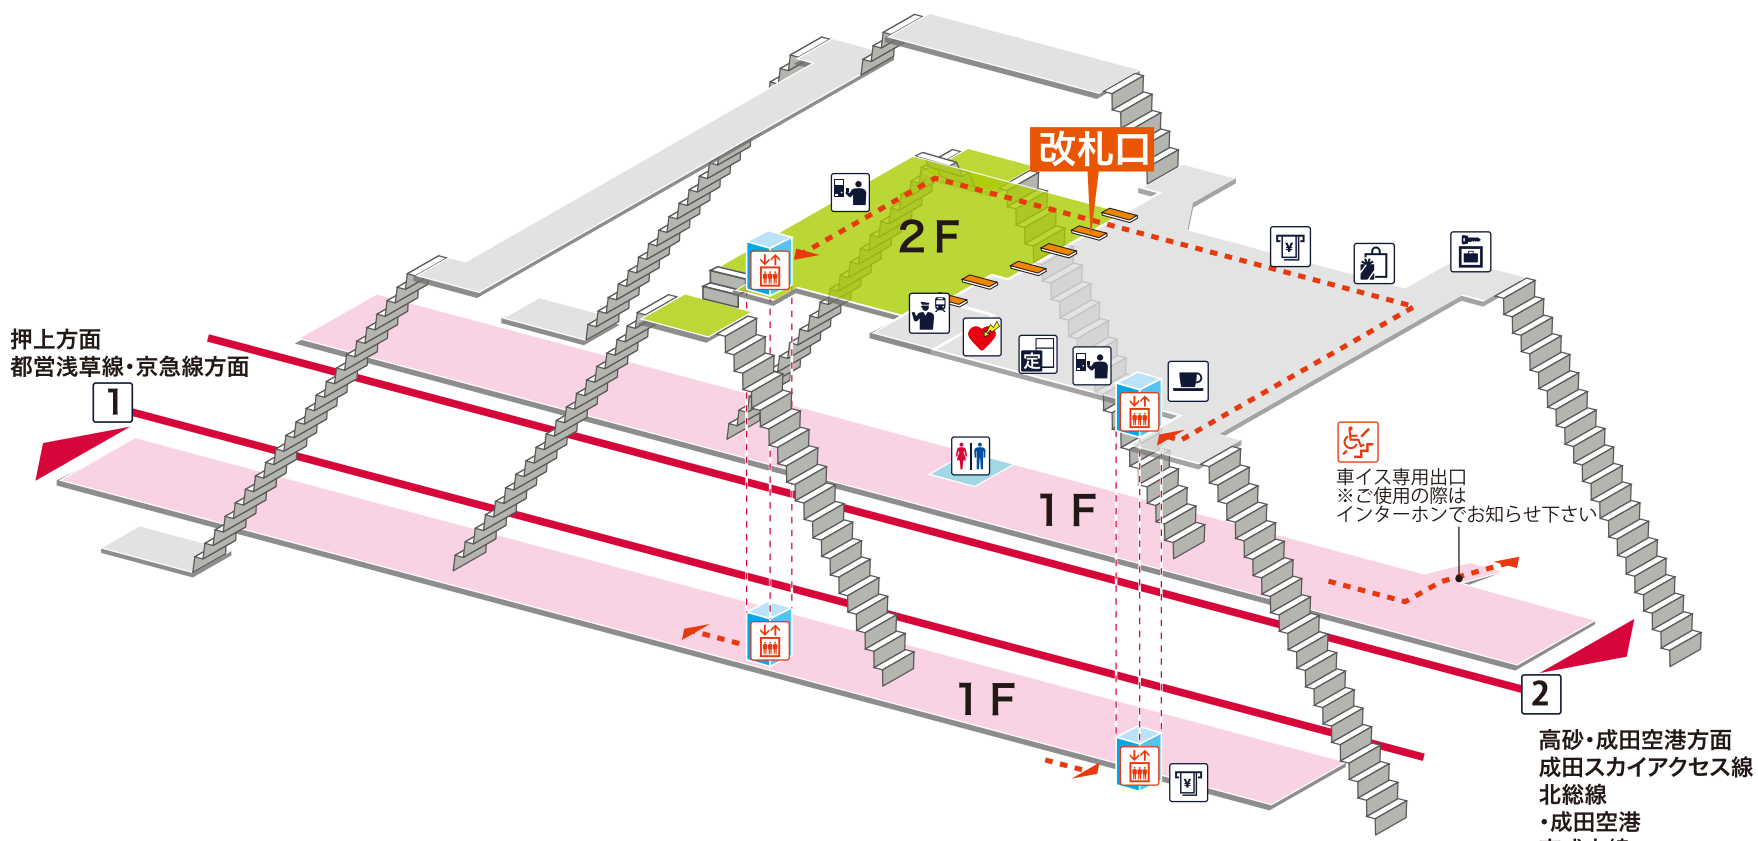 改札口
2F
定
¥
押上方面
都営浅草線・京急線方面
1
車イス専用出口
※ご使用の際は
インターホンでお知らせ下さい
1F
1F
2
¥
高砂・成田空港方面
成田スカイアクセス線
北総線
・成田空港